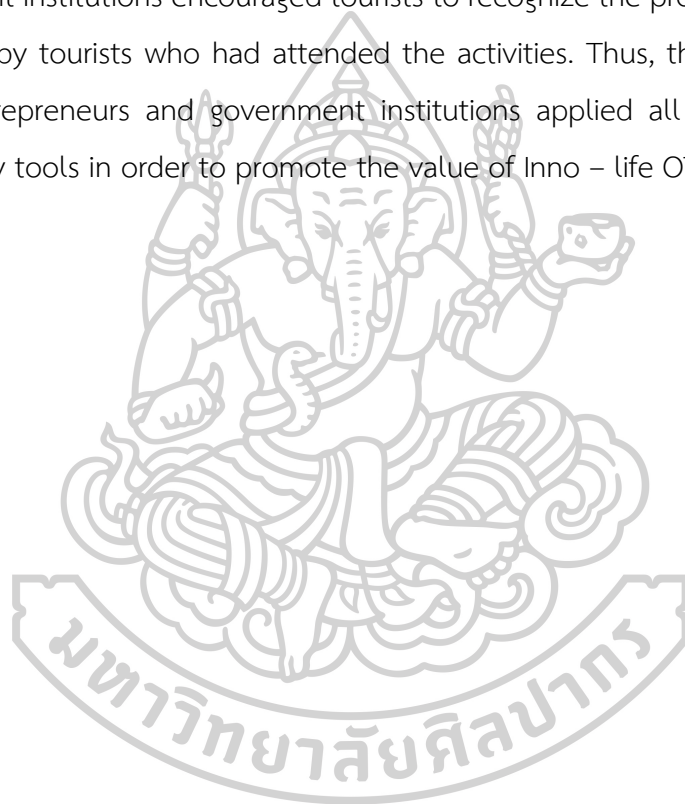 t institutions encouraged tourists to recognize the pro
by tourists who had attended the activities. Thus, th
repreneurs and government institutions applied all
y tools in order to promote the value of Inno – life O
มหาวิทยาลัยศิลปากร